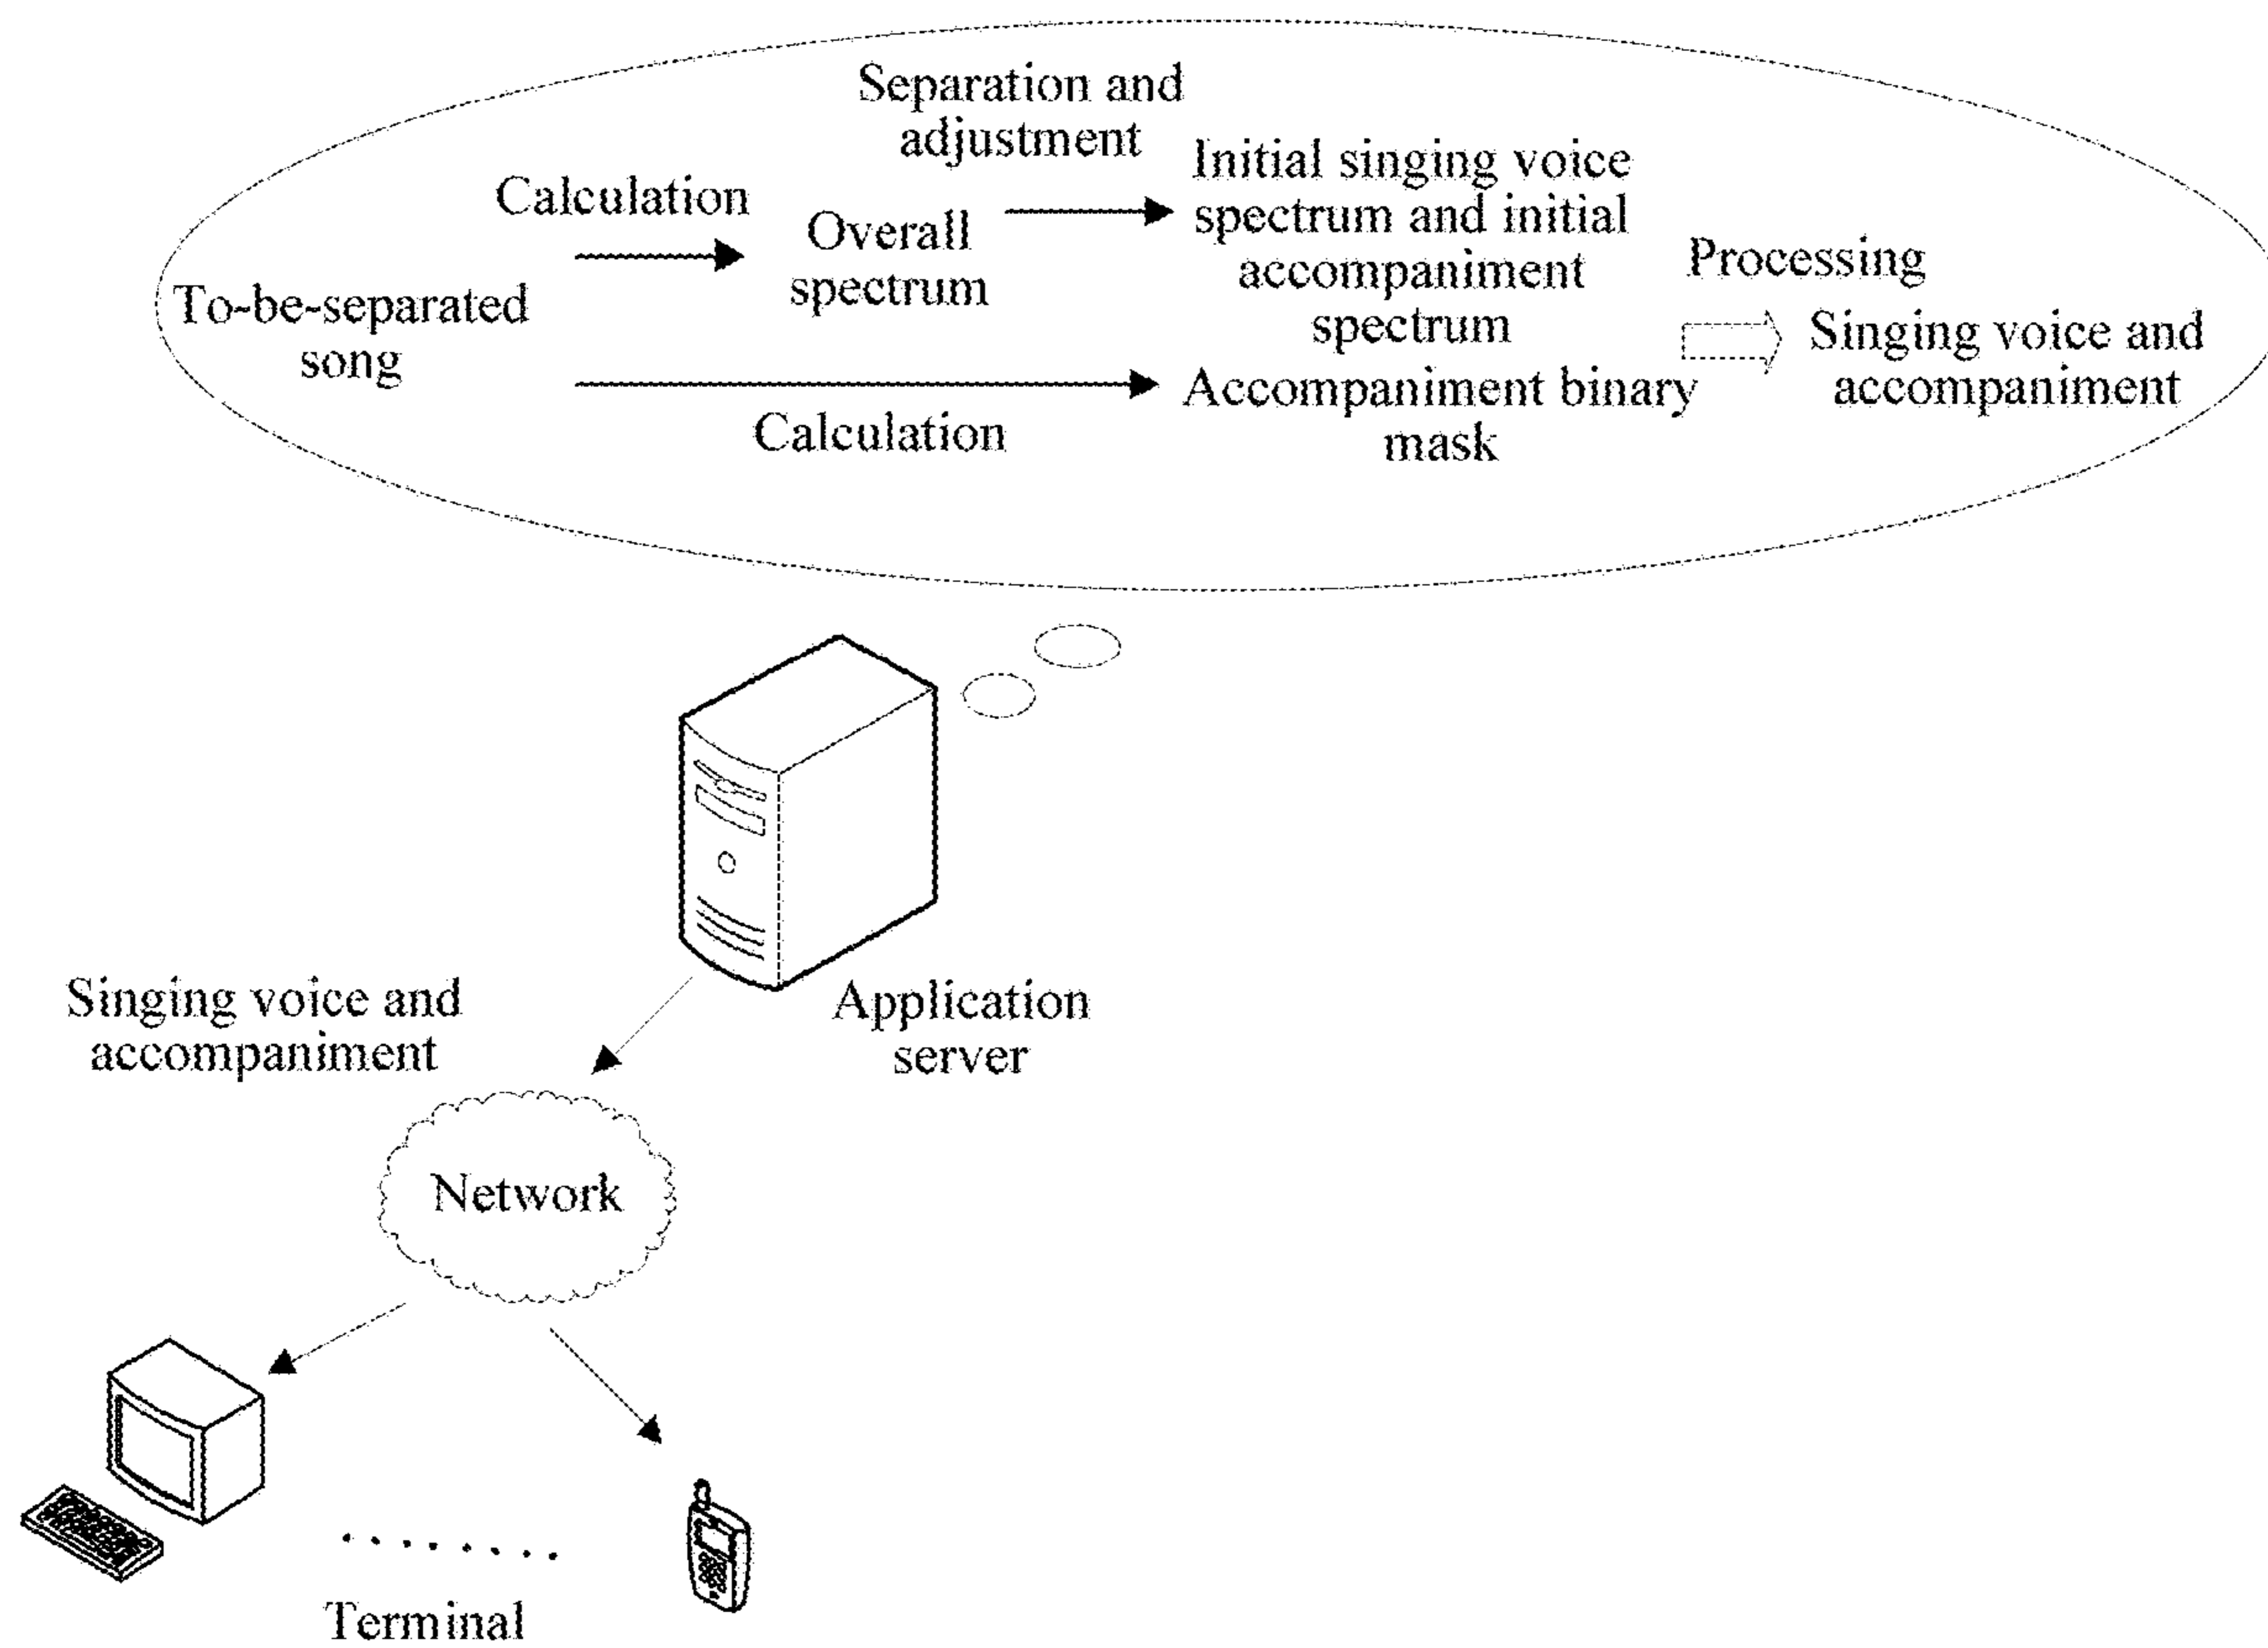 Separation and
adjustment
Calculation
Overall
spectrum
Initial singing voice
spectrum and initial
accompaniment
spectrum
Processing
To-be-separated
song
Calculation
Accompaniment binary
mask
Singing voice and
accompaniment
Singing voice and
accompaniment
Application
server
Network
Terminal